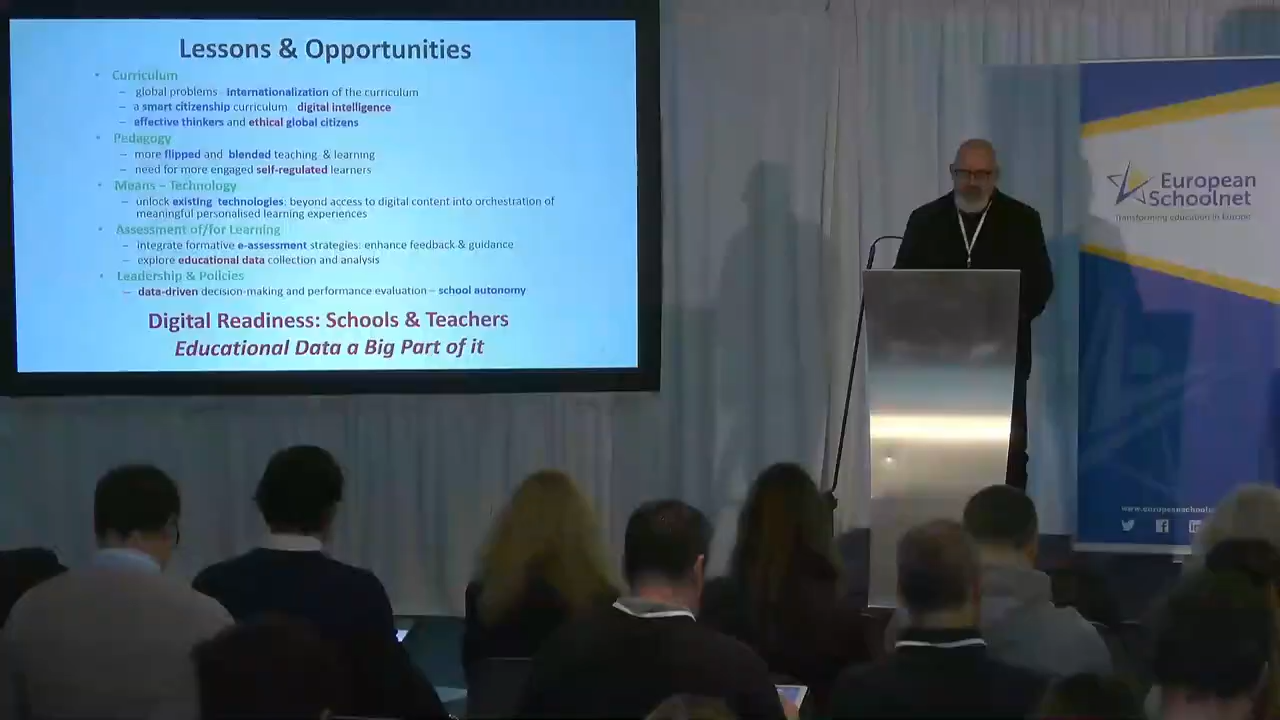 Lessons & Opportunities
• Curriculum
– global problems - internationalization of the curriculum
– a smart citizenship curriculum - digital intelligence
– effective thinkers and ethical global citizens
• Pedagogy
– more flipped and blended teaching & learning
– need for more engaged self-regulated learners
• Means – Technology
– unlock existing technologies: beyond access to digital content into orchestration of
meaningful personalised learning experiences
• Assessment of/for Learning
– integrate formative e-assessment strategies: enhance feedback & guidance
– explore educational data collection and analysis
• Leadership & Policies
– data-driven decision-making and performance evaluation – school autonomy
Digital Readiness: Schools & Teachers
Educational Data a Big Part of it
European
Schoolnet
Transforming education in Europe